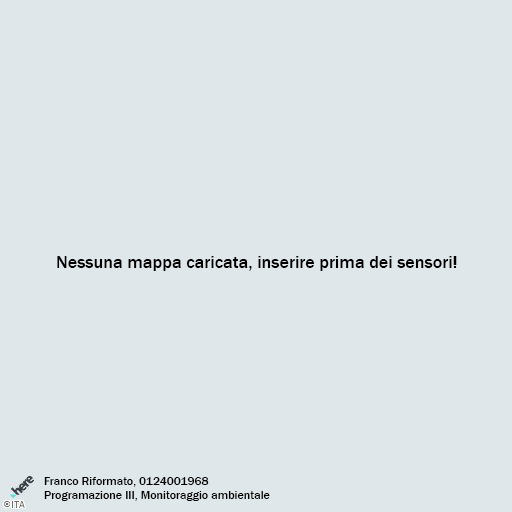 Nessuna mappa caricata, inserire prima dei sensori!
here
Franco Riformato, 0124001968
Programazione III, Monitoraggio ambientale
©ITA